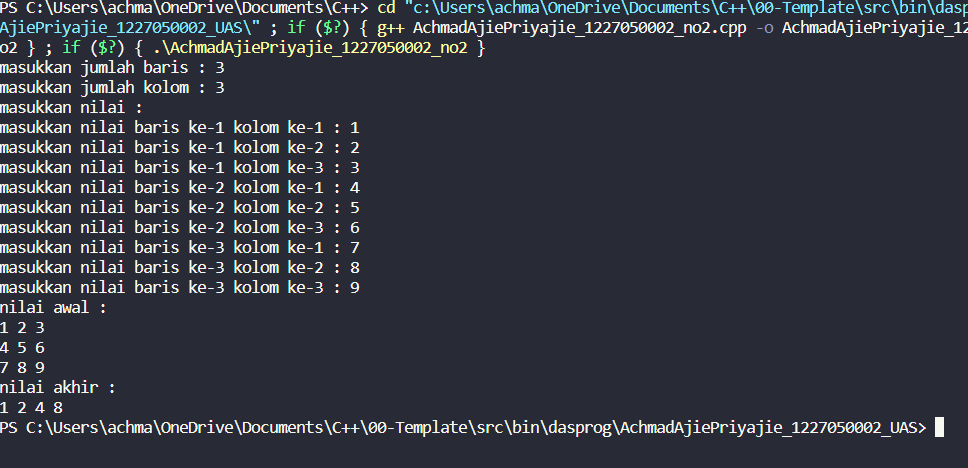 PS C:\Users\achma\OneDrive\Documents\C++> cd "c:\Users\achma\OneDrive\Documents\C++\00-Template\src\bin\dasp
AjiePriyajie_1227050002_UAS\" ; if ($?) { g++ AchmadAjiePriyajie_1227050002_no2.cpp -o AchmadAjiePriyajie_12
o2 } ; if ($?) { .\AchmadAjiePriyajie_1227050002_no2 }
masukkan jumlah baris : 3
masukkan jumlah kolom : 3
masukkan nilai :
masukkan nilai baris ke-1 kolom ke-1 : 1
masukkan nilai baris ke-1 kolom ke-2 : 2
masukkan nilai baris ke-1 kolom ke-3 : 3
masukkan nilai baris ke-2 kolom ke-1 : 4
masukkan nilai baris ke-2 kolom ke-2 : 5
masukkan nilai baris ke-2 kolom ke-3 : 6
masukkan nilai baris ke-3 kolom ke-1 : 7
masukkan nilai baris ke-3 kolom ke-2 : 8
masukkan nilai baris ke-3 kolom ke-3 : 9
nilai awal :
1 2 3
4 5 6
7 8 9
nilai akhir :
1 2 4 8
PS C:\Users\achma\OneDrive\Documents\C++\00-Template\src\bin\dasprog\AchmadAjiePriyajie_1227050002_UAS>